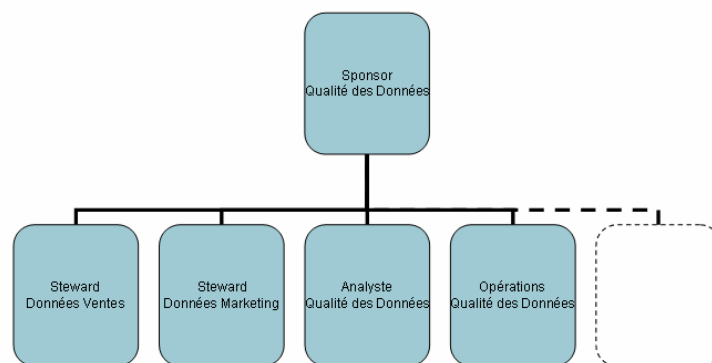 Sponsor
Qualité des Données
Steward
Données Ventes
Steward
Données Marketing
Analyste
Qualité des Données
Opérations
Qualité des Données